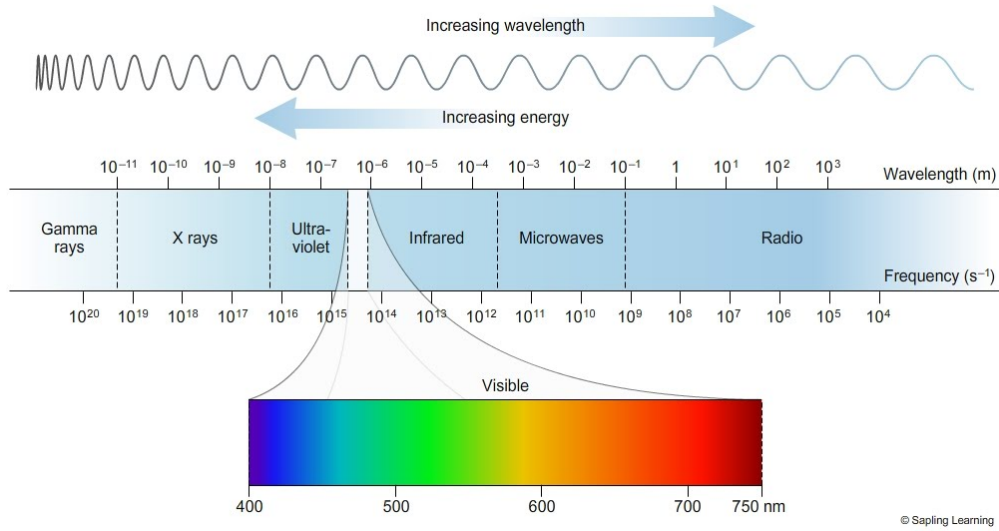 Increasing wavelength
Increasing energy
10⁻¹¹ 10⁻¹⁰ 10⁻⁹ 10⁻⁸ 10⁻⁷ 10⁻⁶ 10⁻⁵ 10⁻⁴ 10⁻³ 10⁻² 10⁻¹ 1 10¹ 10² 10³ Wavelength (m)
Gamma
rays
X rays
Ultra-
violet
Infrared
Microwaves
Radio
Frequency (s⁻¹)
10²⁰ 10¹⁹ 10¹⁸ 10¹⁷ 10¹⁶ 10¹⁵ 10¹⁴ 10¹³ 10¹² 10¹¹ 10¹⁰ 10⁹ 10⁸ 10⁷ 10⁶ 10⁵ 10⁴
Visible
400 500 600 700 750 nm
© Sapling Learning